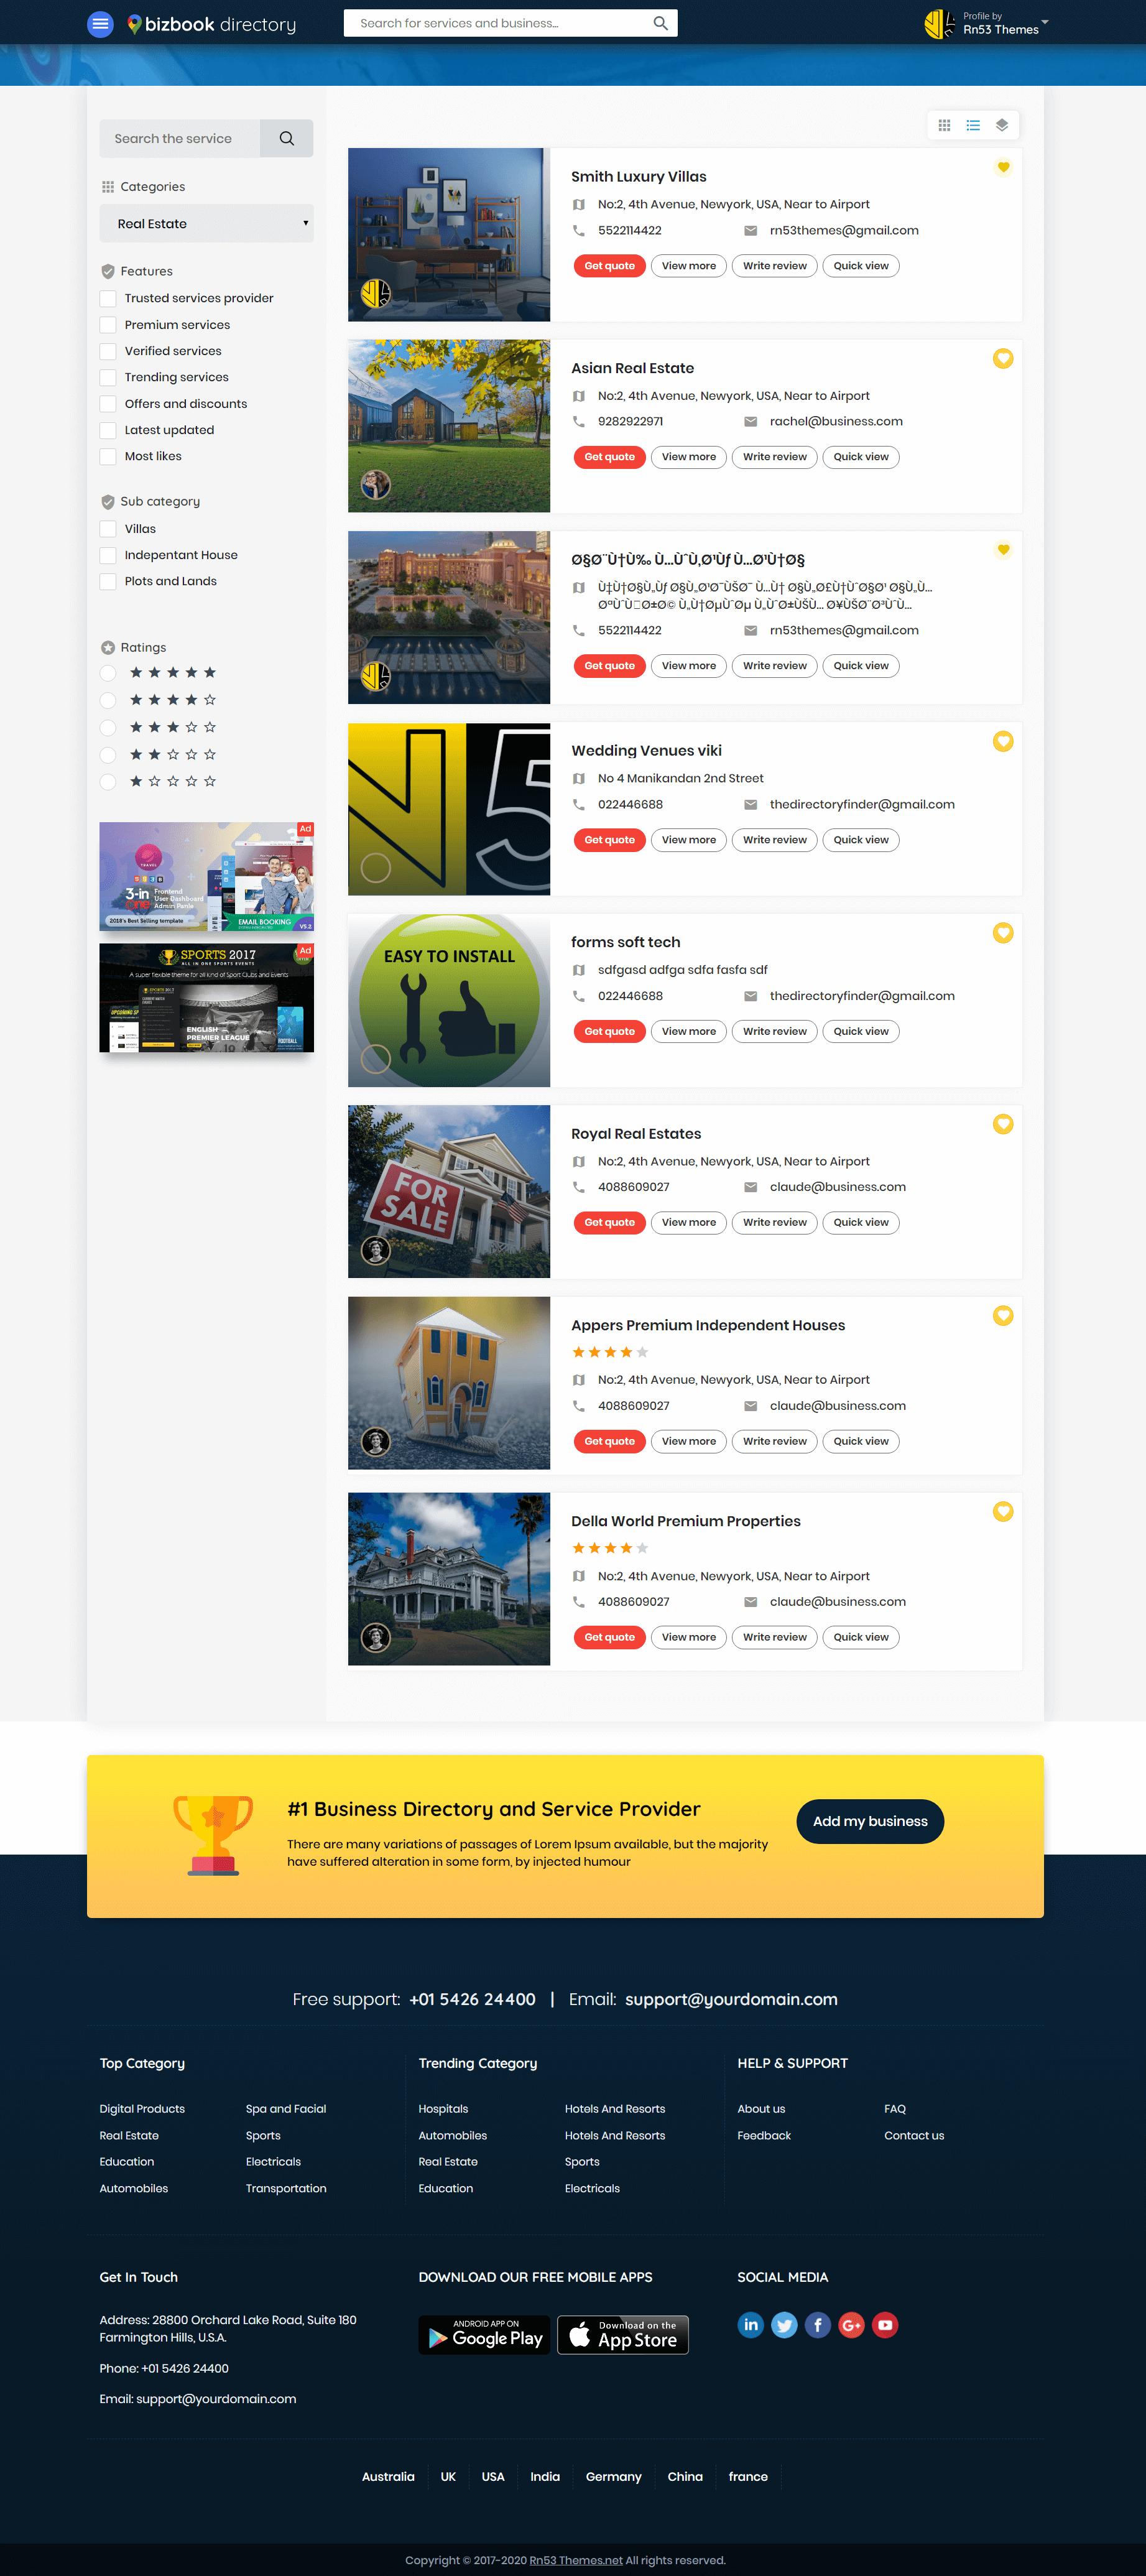 bizbook directory
Search for services and business...
Profile by
Rn53 Themes
Search the service
Categories
Real Estate
Features
Trusted services provider
Premium services
Verified services
Trending services
Offers and discounts
Latest updated
Most likes
Sub category
Villas
Indepentant House
Plots and Lands
Ratings
Ad
TRAVEL
3-in
One
Frontend
User Dashboard
Admin Panel
2018's Best Selling template
EMAIL BOOKING
V5.2
Ad
SPORTS 2017
ALL IN ONE SPORTS EVENTS
A super flexible theme for all kind of Sport Clubs and Events
UPCOMING
ENGLISH
PREMIER LEAGUE
18
FOOTBALL
Smith Luxury Villas
No:2, 4th Avenue, Newyork, USA, Near to Airport
5522114422 rn53themes@gmail.com
Get quote View more Write review Quick view
Asian Real Estate
No:2, 4th Avenue, Newyork, USA, Near to Airport
9282922971 rachel@business.com
Get quote View more Write review Quick view
5522114422 rn53themes@gmail.com
Get quote View more Write review Quick view
Wedding Venues viki
No 4 Manikandan 2nd Street
022446688 thedirectoryfinder@gmail.com
Get quote View more Write review Quick view
EASY TO INSTALL
forms soft tech
sdfgasd adfga sdfa fasfa sdf
022446688 thedirectoryfinder@gmail.com
Get quote View more Write review Quick view
FOR
SALE
Royal Real Estates
No:2, 4th Avenue, Newyork, USA, Near to Airport
4088609027 claude@business.com
Get quote View more Write review Quick view
Appers Premium Independent Houses
No:2, 4th Avenue, Newyork, USA, Near to Airport
4088609027 claude@business.com
Get quote View more Write review Quick view
Della World Premium Properties
No:2, 4th Avenue, Newyork, USA, Near to Airport
4088609027 claude@business.com
Get quote View more Write review Quick view
#1 Business Directory and Service Provider
There are many variations of passages of Lorem Ipsum available, but the majority
have suffered alteration in some form, by injected humour
Add my business
Free support: +01 5426 24400 | Email: support@yourdomain.com
Top Category
Digital Products Spa and Facial
Real Estate Sports
Education Electricals
Automobiles Transportation
Trending Category
Hospitals Hotels And Resorts
Automobiles Hotels And Resorts
Real Estate Sports
Education Electricals
HELP & SUPPORT
About us FAQ
Feedback Contact us
Get In Touch
Address: 28800 Orchard Lake Road, Suite 180
Farmington Hills, U.S.A.
Phone: +01 5426 24400
Email: support@yourdomain.com
DOWNLOAD OUR FREE MOBILE APPS
ANDROID APP ON
Google Play
Download on the
App Store
SOCIAL MEDIA
in f G+
Australia UK USA India Germany China france
Copyright © 2017-2020 Rn53 Themes.net All rights reserved.